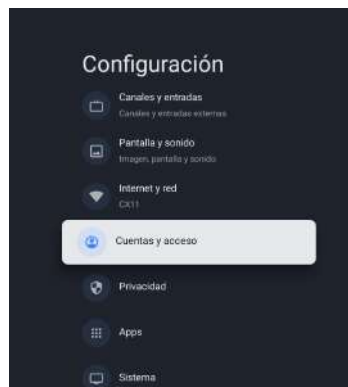 Configuración
Canales y entradas
Canales y entradas externas
Pantalla y sonido
Imagen, pantalla y sonido
Internet y red
CX11
Cuentas y acceso
Privacidad
Apps
Sistema